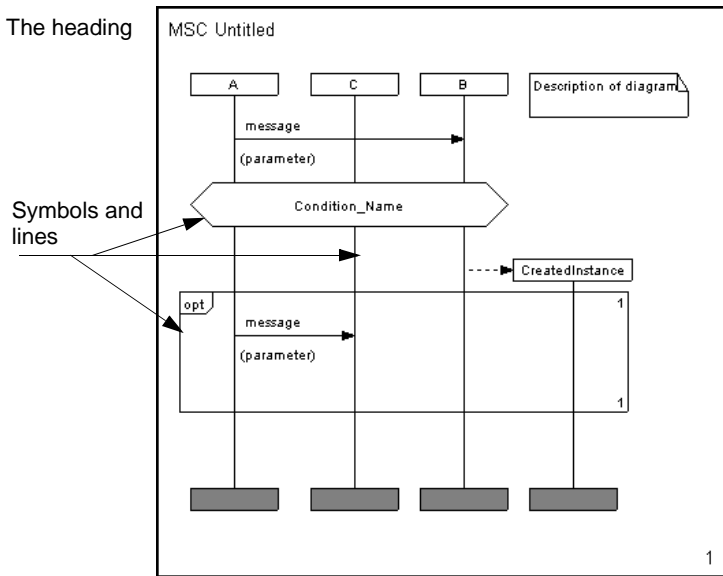 The heading
MSC Untitled
A
C
B
Description of diagram
message
(parameter)
Condition_Name
Symbols and
lines
CreatedInstance
opt
1
message
(parameter)
1
1